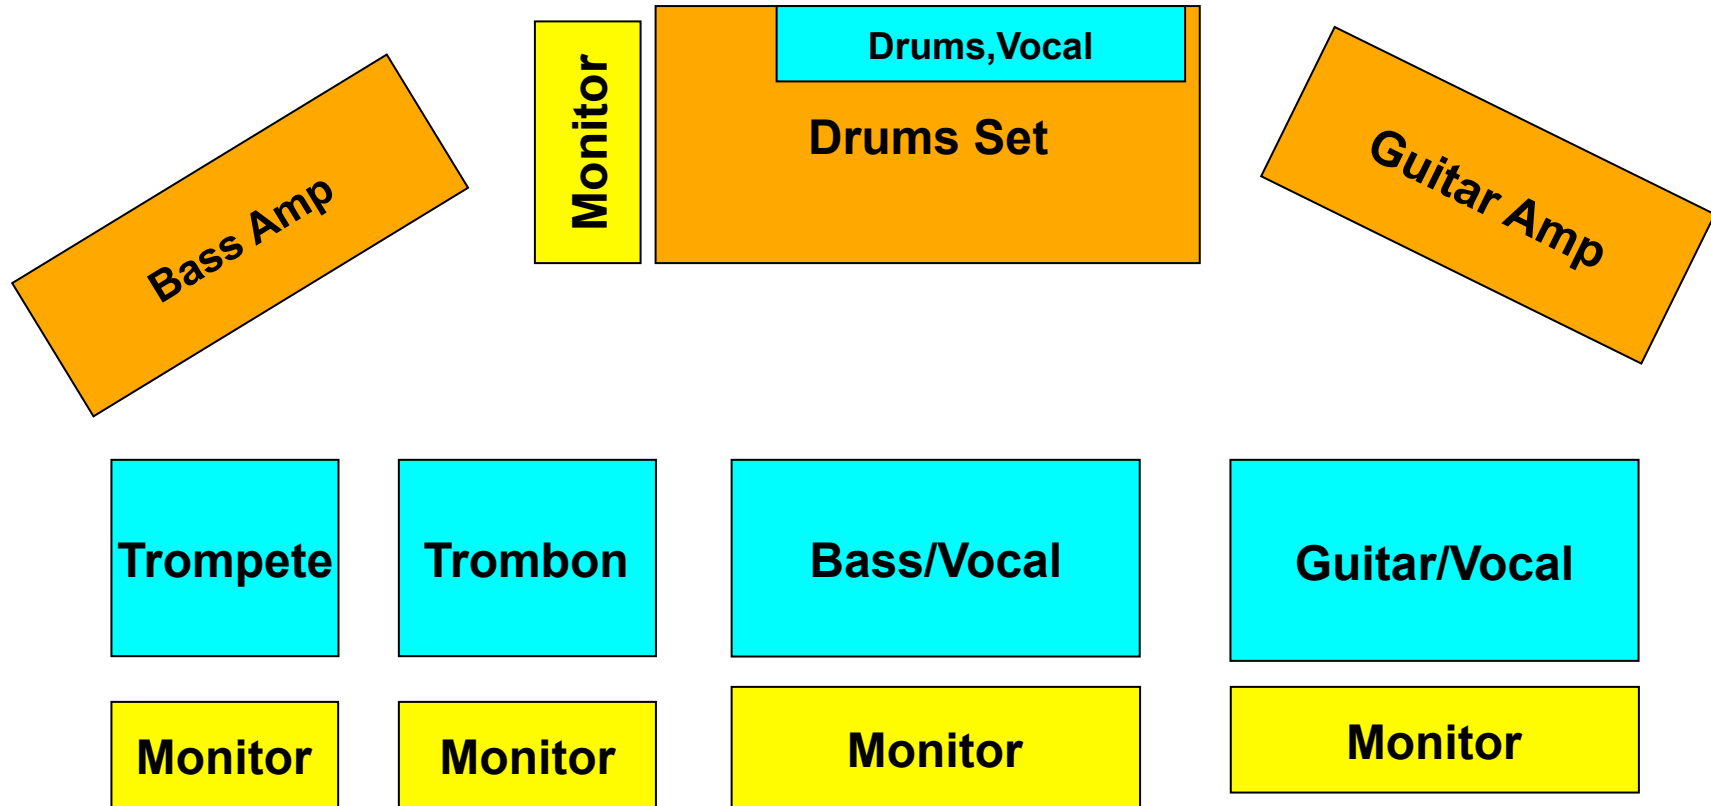 Drums,Vocal
Monitor
Drums Set
Guitar Amp
Bass Amp
Trompete
Trombon
Bass/Vocal
Guitar/Vocal
Monitor
Monitor
Monitor
Monitor